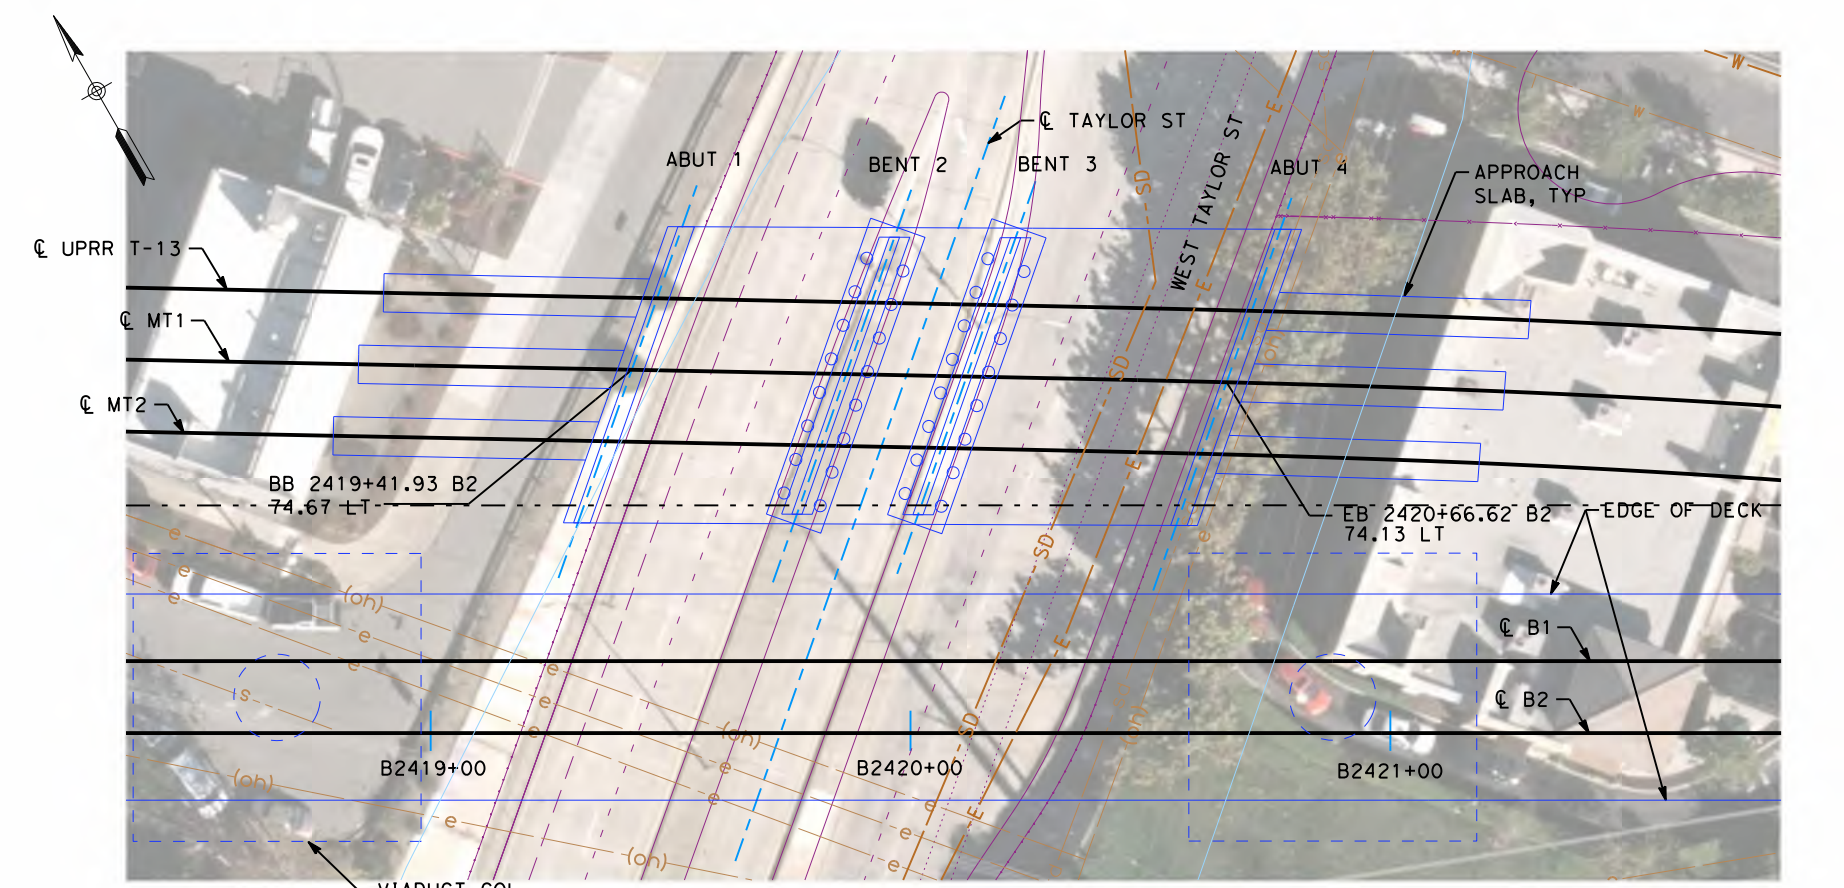 W
W
℄ TAYLOR ST
ABUT 1
BENT 2
BENT 3
ABUT 4
E
SD
WEST TAYLOR ST
APPROACH
SLAB, TYP
℄ UPRR T-13
E
℄ MT1
(oh)
SD
℄ MT2
E
BB 2419+41.93 B2
74.67 LT
EB 2420+66.62 B2
74.13 LT
EDGE OF DECK
e
SD
e
e
e
(oh)
e
℄ B1
E
e
e
s
e
℄ B2
e
SD
(oh)
(oh)
B2419+00
B2420+00
B2421+00
e
(oh)
e
e
E
e
e
(oh)
e